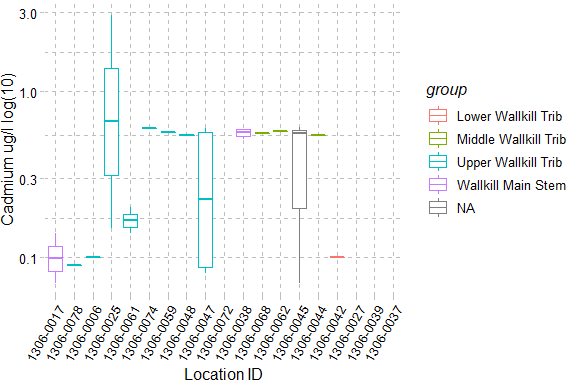 3.0
1.0
0.3
0.1
Cadmium ug/l log(10)
1306-0017
1306-0078
1306-0006
1306-0025
1306-0061
1306-0074
1306-0059
1306-0048
1306-0047
1306-0072
1306-0038
1306-0068
1306-0062
1306-0045
1306-0044
1306-0042
1306-0027
1306-0039
1306-0037
Location ID
group
Lower Wallkill Trib
Middle Wallkill Trib
Upper Wallkill Trib
Wallkill Main Stem
NA